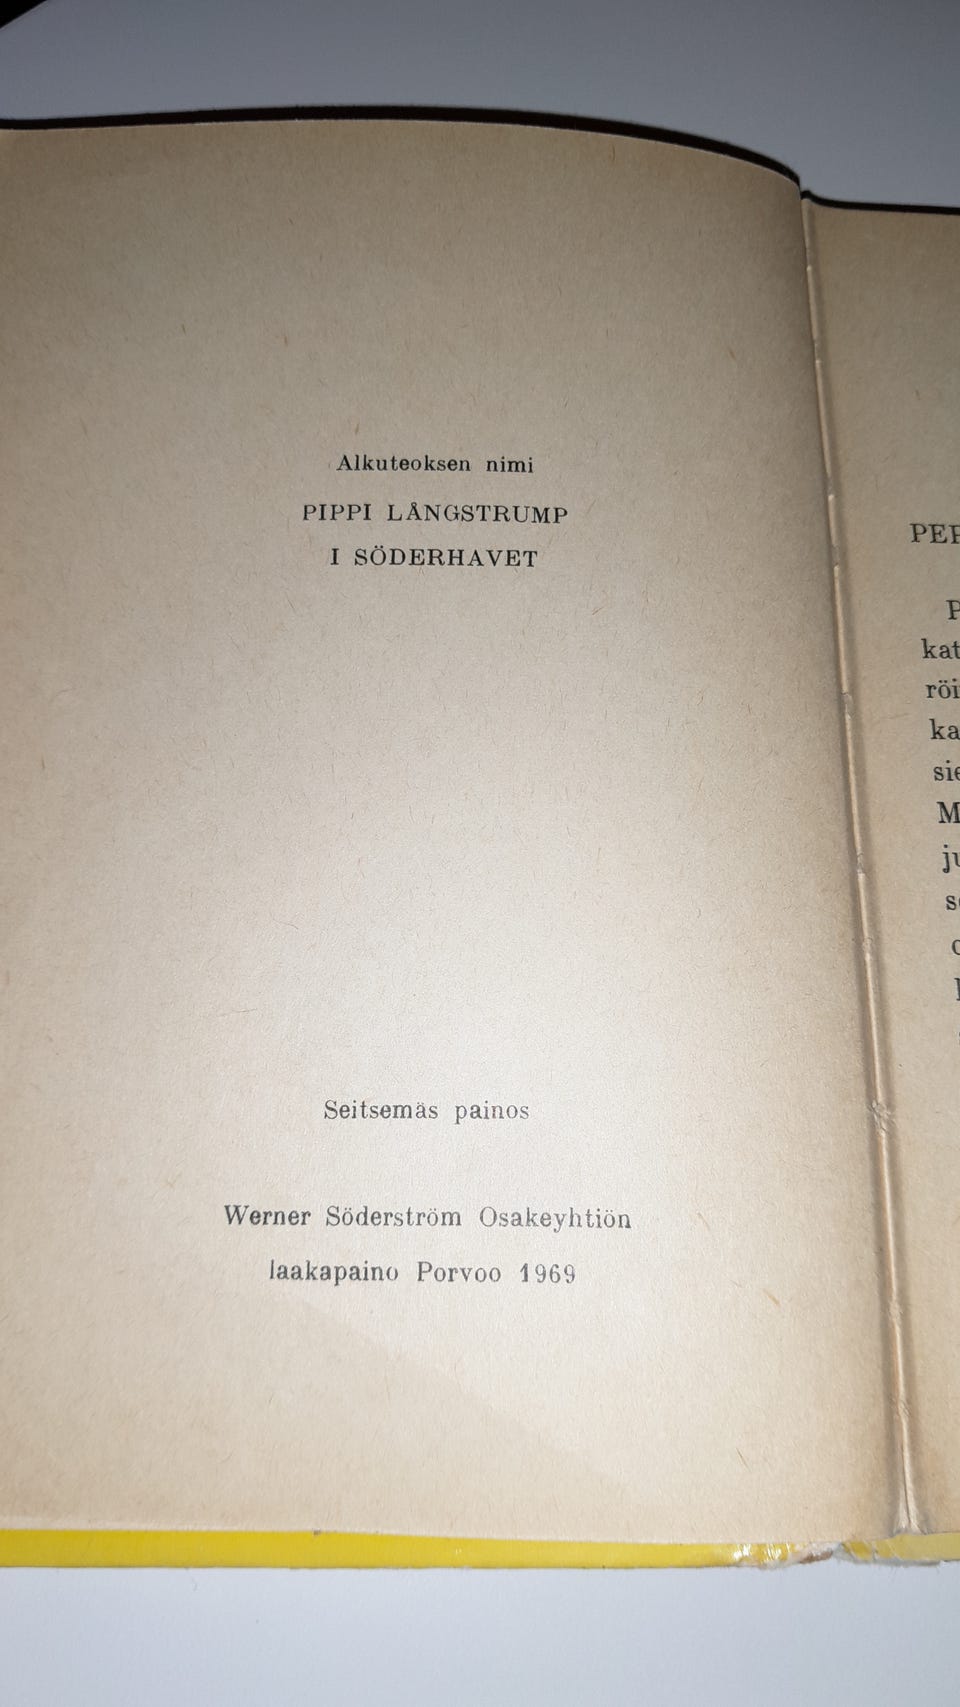 Alkuteoksen nimi
PIPPI LÅNGSTRUMP
I SÖDERHAVET
Seitsemäs painos
Werner Söderström Osakeyhtiön
laakapaino Porvoo 1969